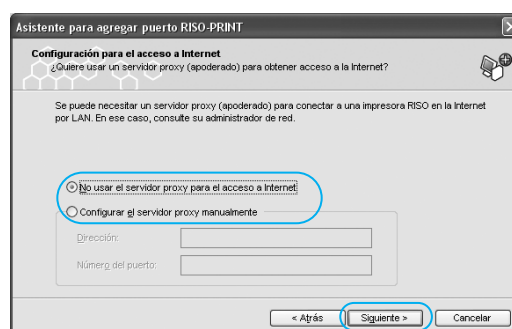 Asistente para agregar puerto RISO-PRINT
Configuración para el acceso a Internet
¿Quiere usar un servidor proxy (apoderado) para obtener acceso a la Internet?
Se puede necesitar un servidor proxy (apoderado) para conectar a una impresora RISO en la Internet
por LAN. En ese caso, consulte su administrador de red.
No usar el servidor proxy para el acceso a Internet
Configurar el servidor proxy manualmente
Dirección:
Número del puerto:
< Atrás
Siguiente >
Cancelar